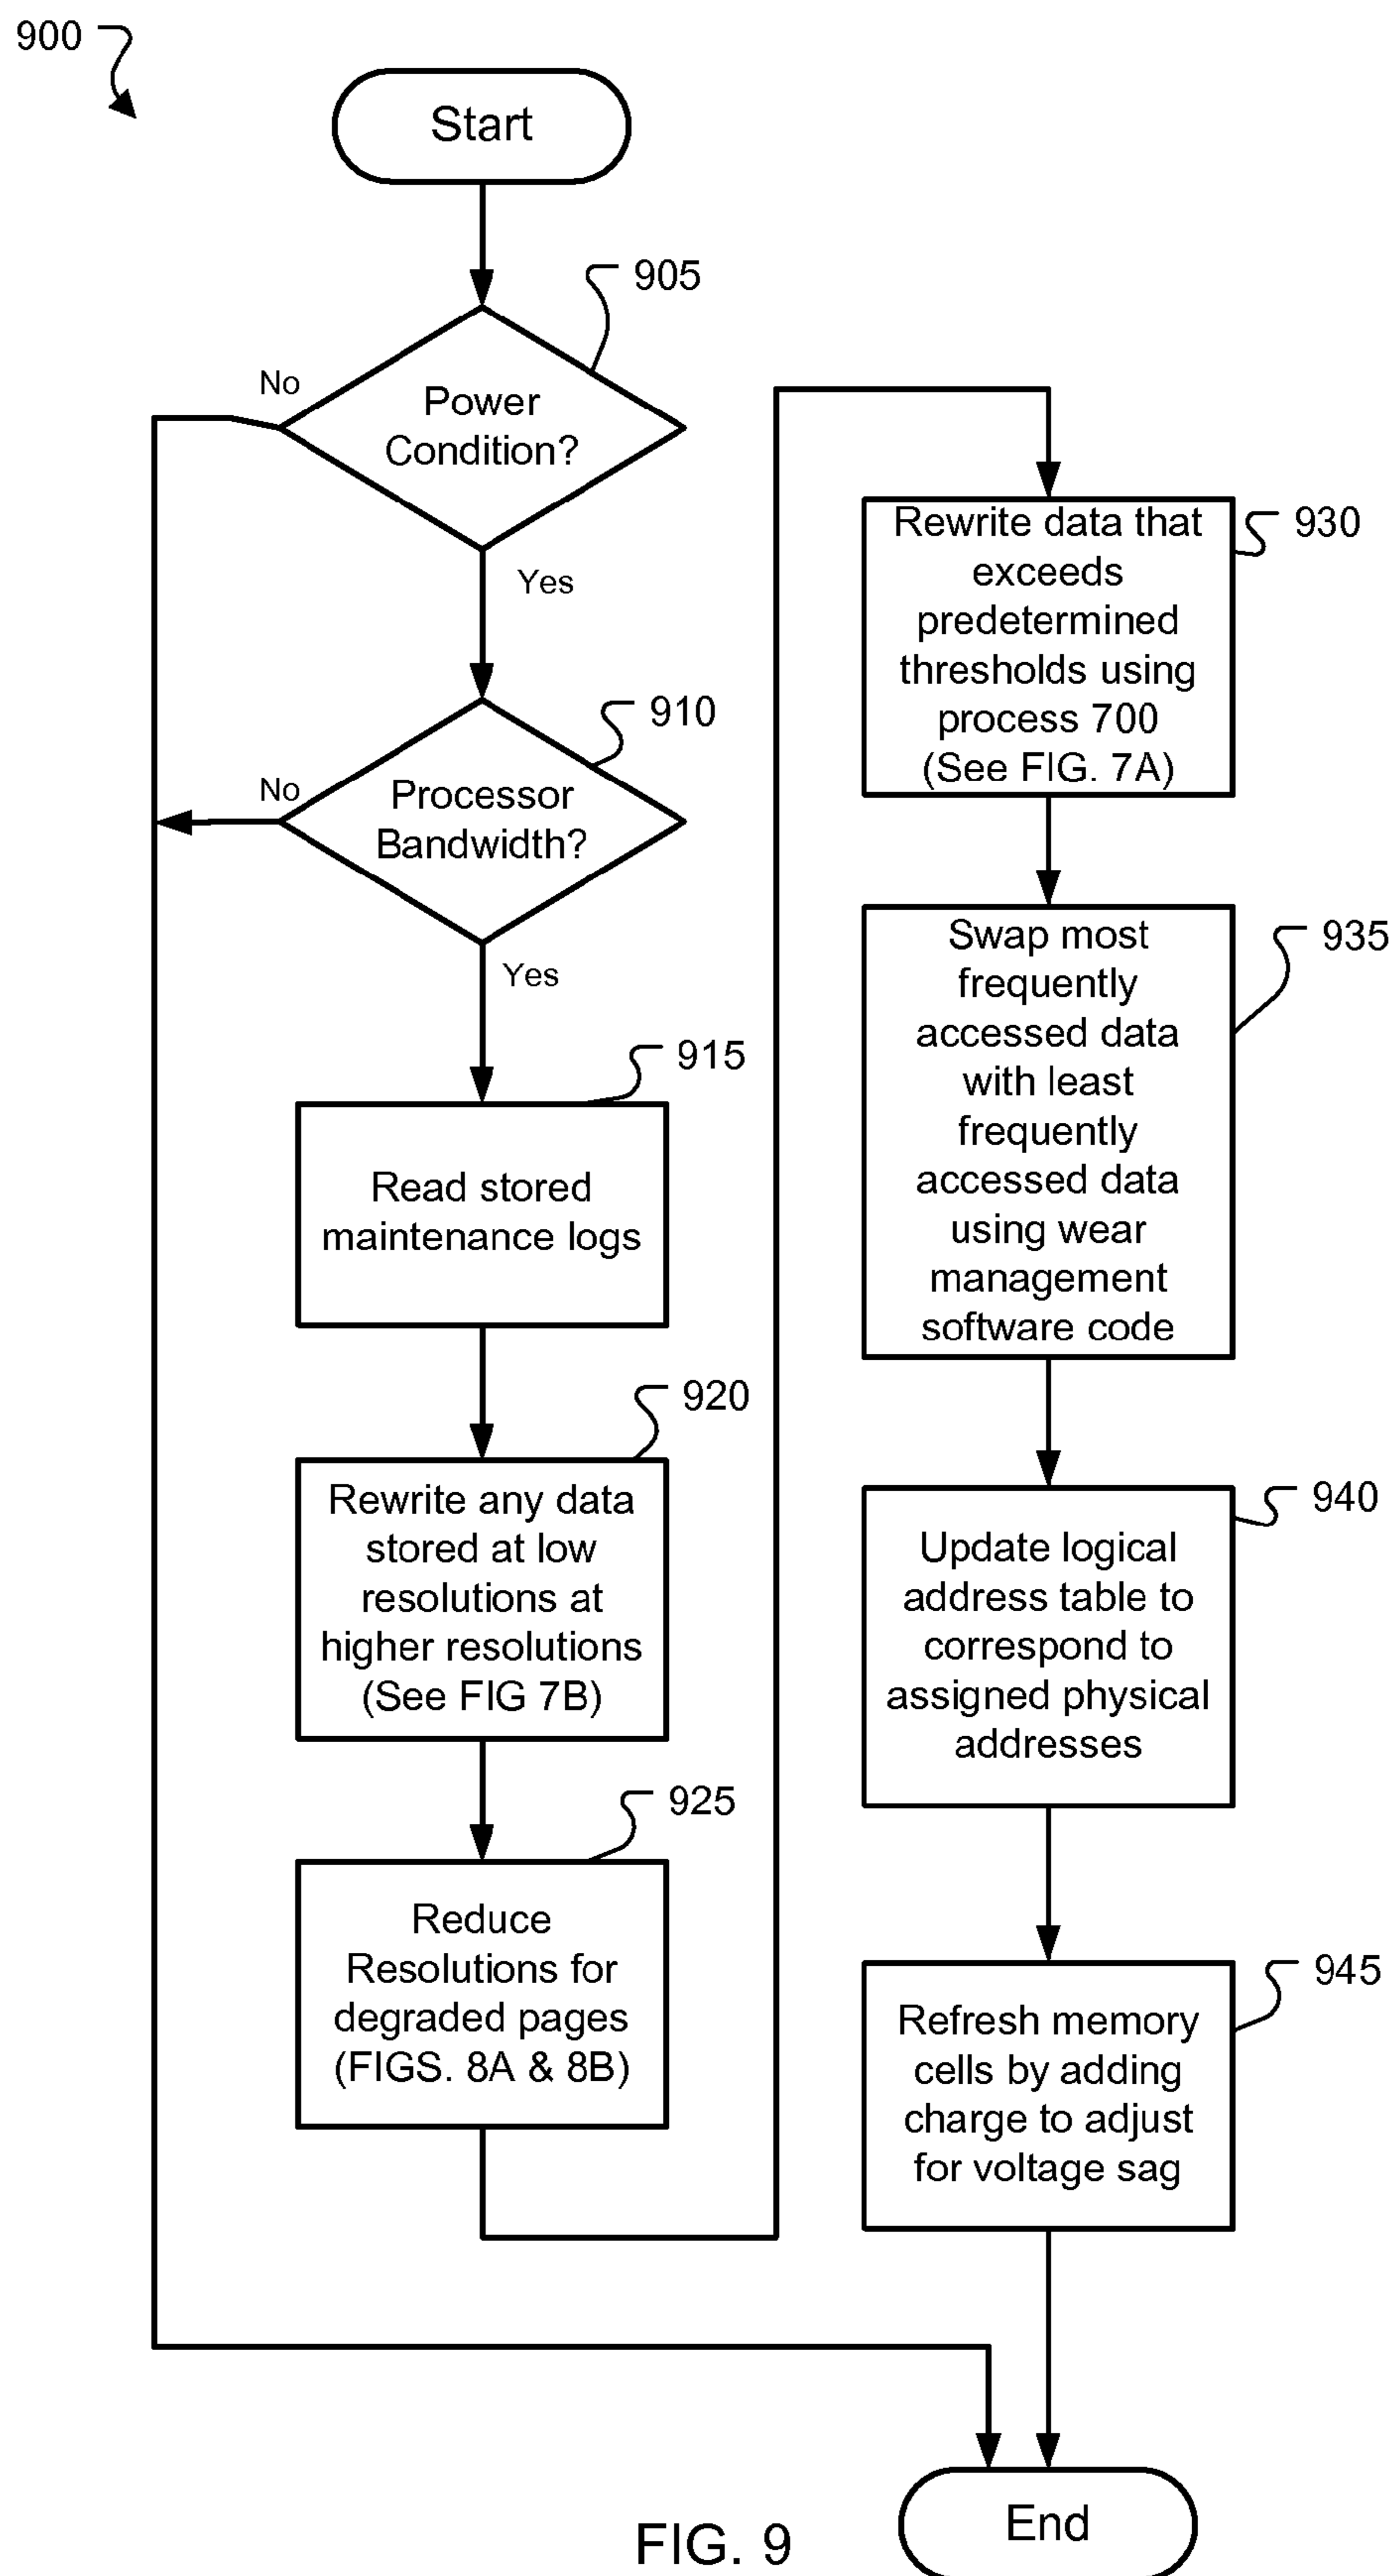 900
Start
905
No
Power
Condition?
Yes
910
No
Processor
Bandwidth?
Yes
915
Read stored
maintenance logs
920
Rewrite any data
stored at low
resolutions at
higher resolutions
(See FIG 7B)
925
Reduce
Resolutions for
degraded pages
(FIGS. 8A & 8B)
930
Rewrite data that
exceeds
predetermined
thresholds using
process 700
(See FIG. 7A)
935
Swap most
frequently
accessed data
with least
frequently
accessed data
using wear
management
software code
940
Update logical
address table to
correspond to
assigned physical
addresses
945
Refresh memory
cells by adding
charge to adjust
for voltage sag
End
FIG. 9